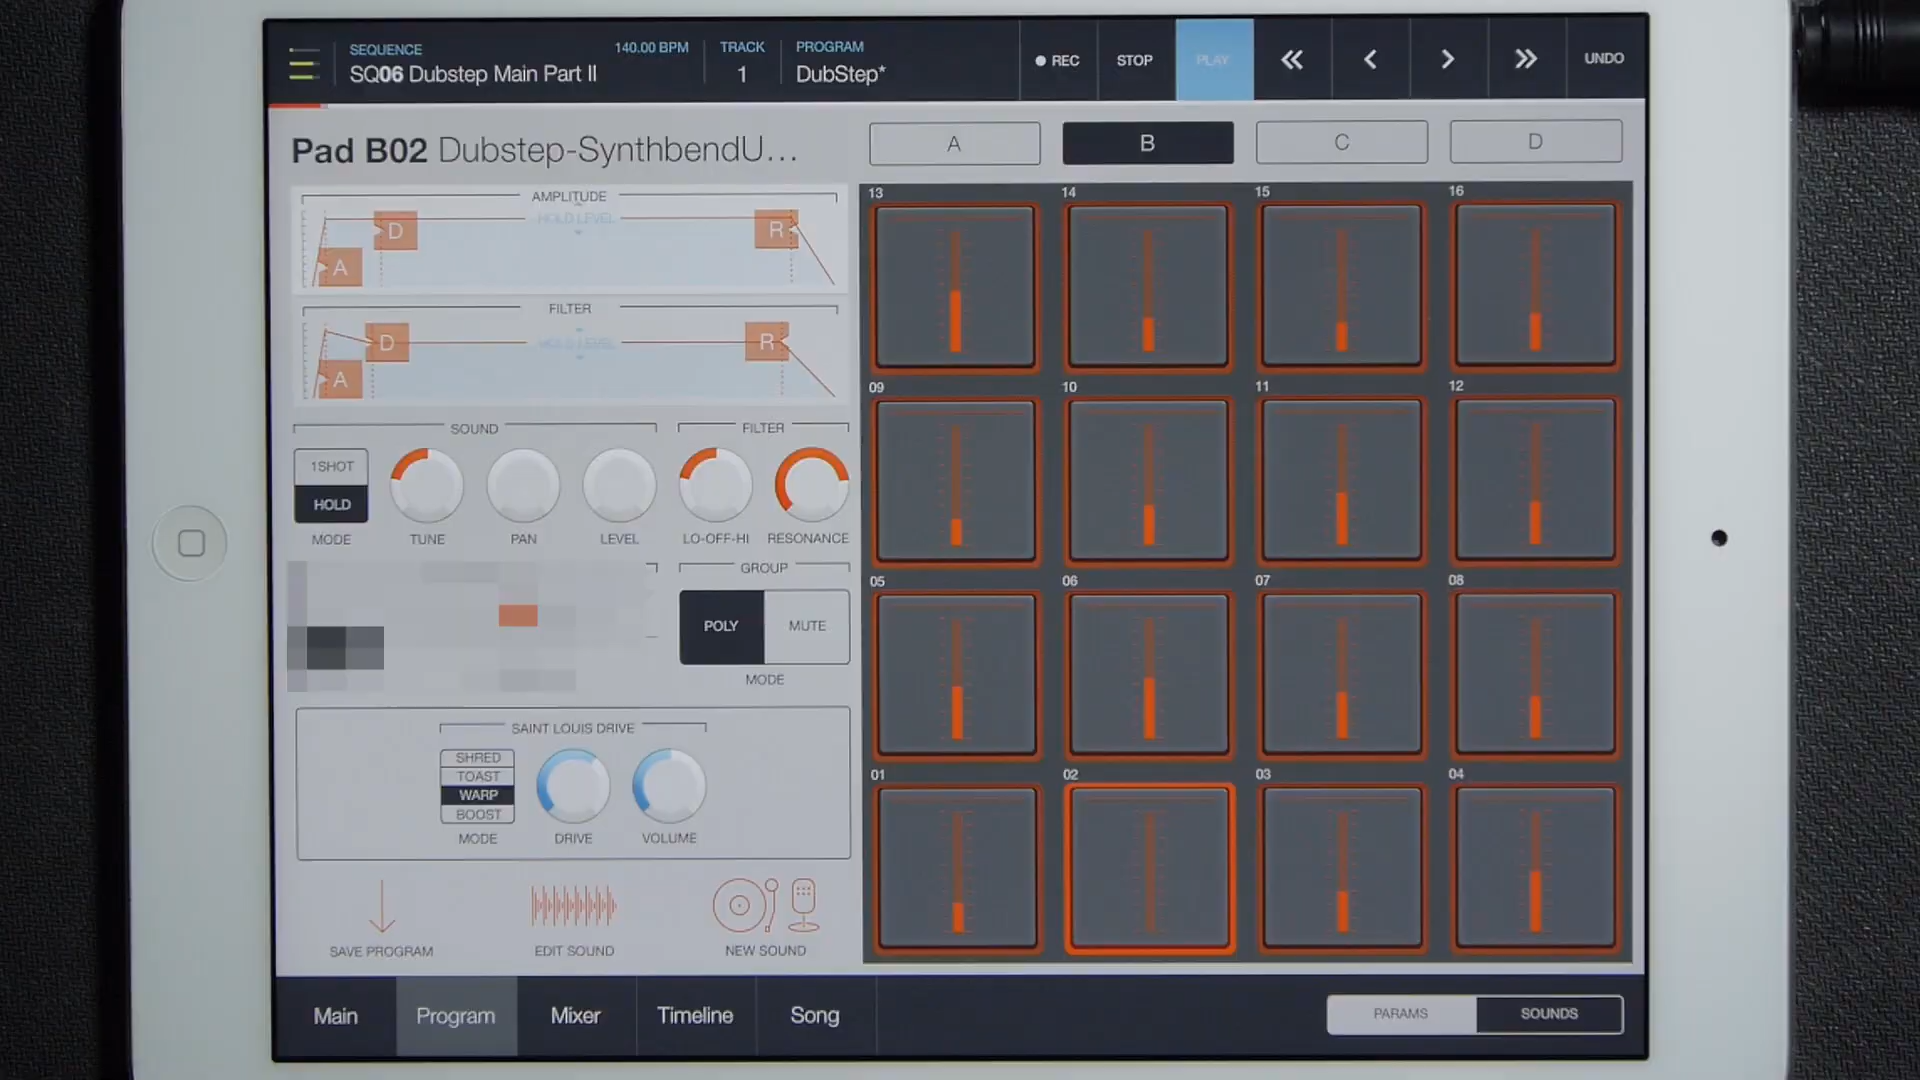 SEQUENCE
SQ06 Dubstep Main Part II
140.00 BPM
TRACK
1
PROGRAM
DubStep*
REC
STOP
PLAY
UNDO
Pad B02 Dubstep-SynthbendU...
A
B
C
D
AMPLITUDE
HOLD LEVEL
D
R
A
FILTER
HOLD LEVEL
D
R
A
SOUND
FILTER
1SHOT
HOLD
MODE
TUNE
PAN
LEVEL
LO-OFF-HI
RESONANCE
GROUP
POLY
MUTE
MODE
SAINT LOUIS DRIVE
SHRED
TOAST
WARP
BOOST
MODE
DRIVE
VOLUME
SAVE PROGRAM
EDIT SOUND
NEW SOUND
13
14
15
16
09
10
11
12
05
06
07
08
01
02
03
04
Main
Program
Mixer
Timeline
Song
PARAMS
SOUNDS